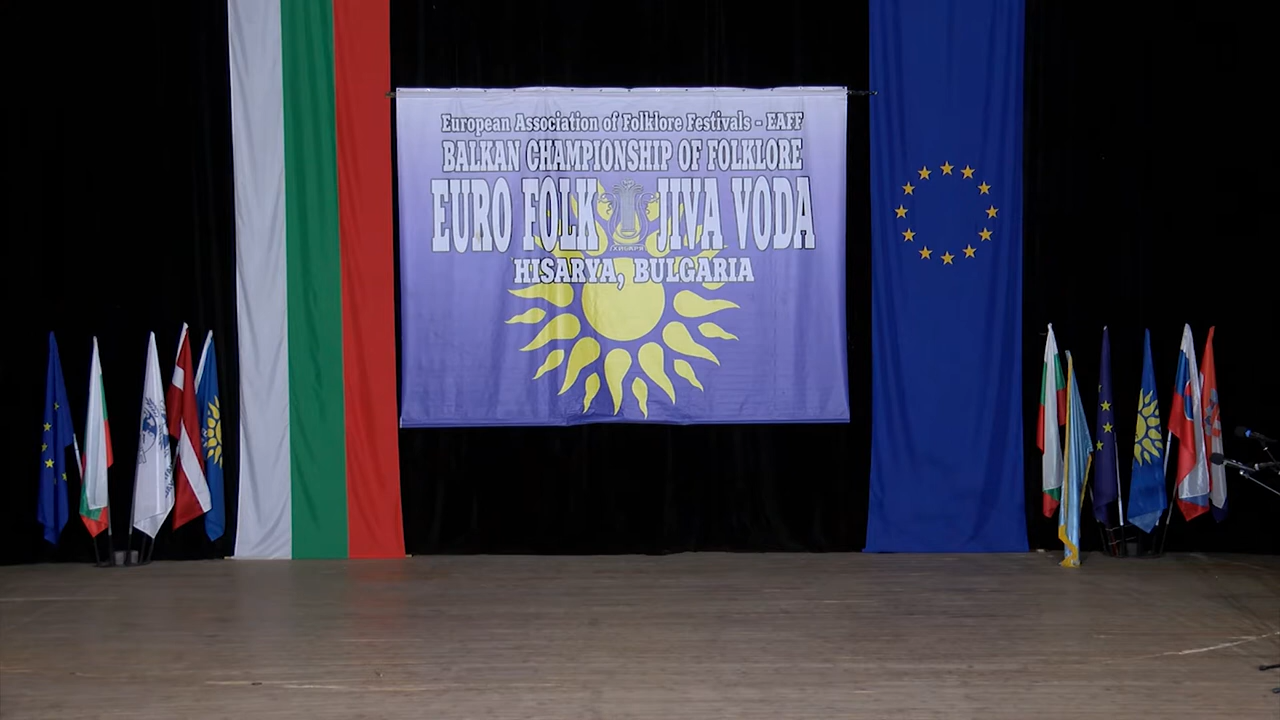 European Association of Folklore Festivals - EAFF
BALKAN CHAMPIONSHIP OF FOLKLORE
EURO FOLK JIVA VODA
HISARYA, BULGARIA